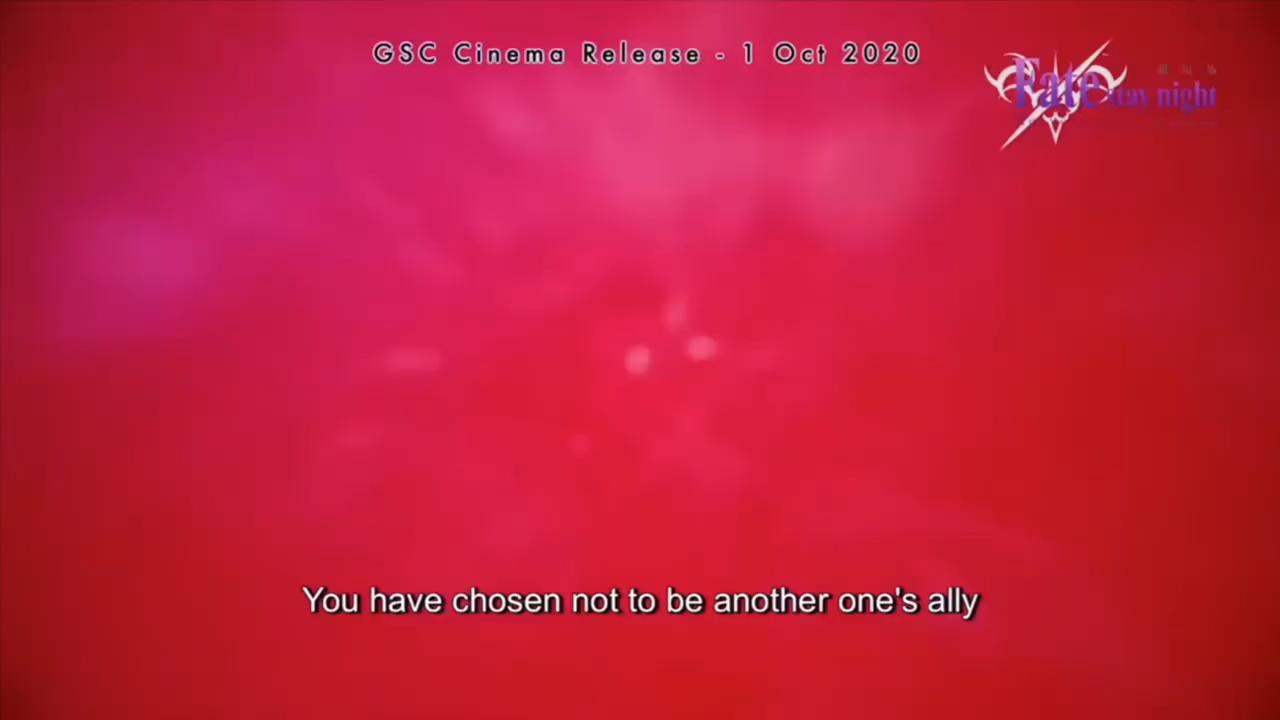 GSC Cinema Release - 1 Oct 2020
Fate stay night
You have chosen not to be another one's ally